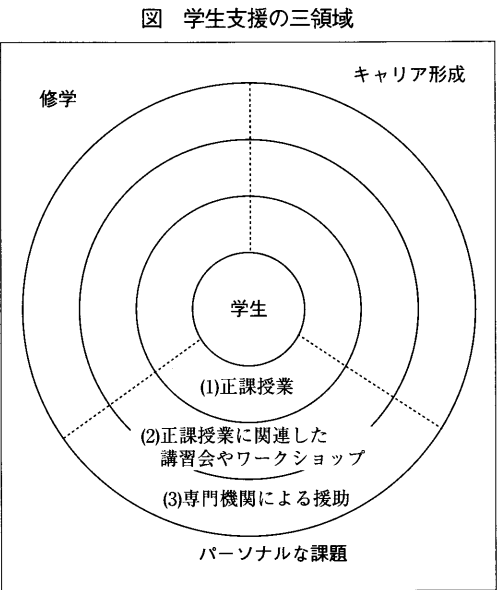 図　学生支援の三領域
キャリア形成
修学
学生
(1)正課授業
(2)正課授業に関連した
講習会やワークショップ
(3)専門機関による援助
パーソナルな課題